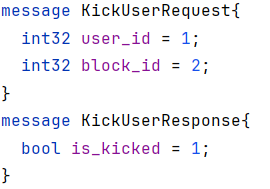 message KickUserRequest{
  int32 user_id = 1;
  int32 block_id = 2;
}
message KickUserResponse{
  bool is_kicked = 1;
}